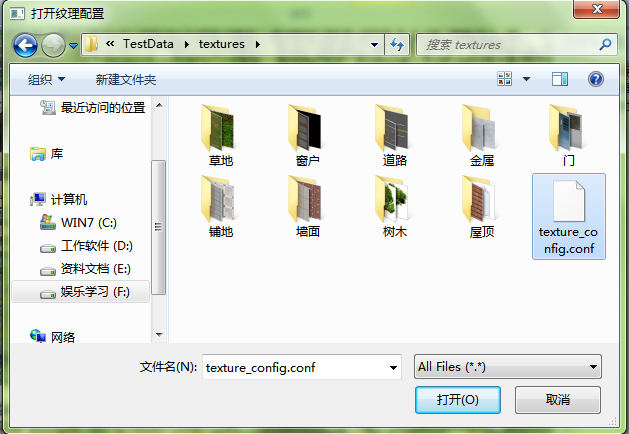 打开纹理配置
« TestData textures
搜索 textures
组织
新建文件夹
最近访问的位置
库
计算机
WIN7 (C:)
工作软件 (D:)
资料文档 (E:)
娱乐学习 (F:)
网络
草地
窗户
道路
金属
门
铺地
墙面
树木
屋顶
texture_co
nfig.conf
文件名(N):
texture_config.conf
All Files (*.*)
打开(O)
取消